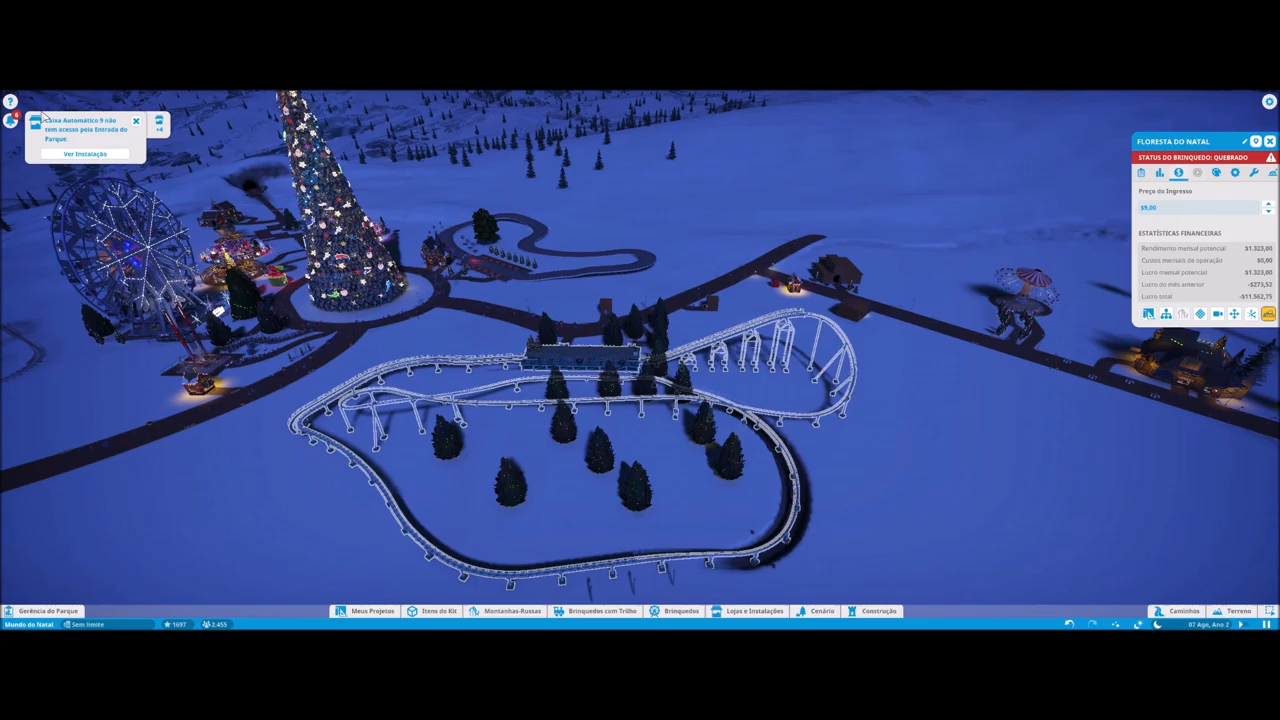 ?
6
Caixa Automático 9 não
tem acesso pela Entrada do
Parque.
+4
Ver Instalação
FLORESTA DO NATAL
STATUS DO BRINQUEDO: QUEBRADO
Preço do Ingresso
$9,00
ESTATÍSTICAS FINANCEIRAS
Rendimento mensal potencial $1.323,00
Custos mensais de operação $0,00
Lucro mensal potencial $1.323,00
Lucro do mês anterior -$273,52
Lucro total -$11.562,75
Gerência do Parque
Meus Projetos
Itens do Kit
Montanhas-Russas
Brinquedos com Trilho
Brinquedos
Lojas e Instalações
Cenário
Construção
Caminhos
Terreno
Mundo do Natal
Sem limite
1697
2.455
07 Ago, Ano 2